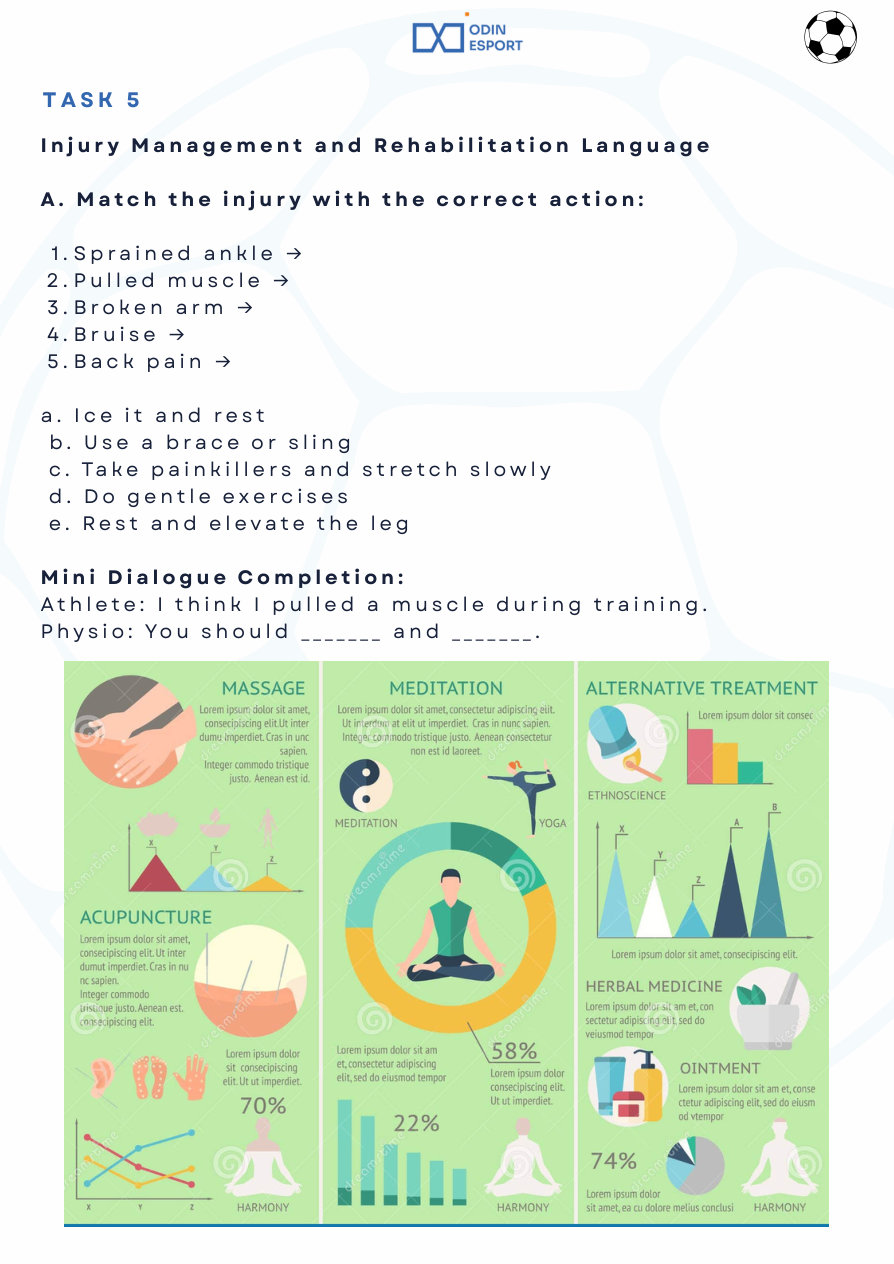 ODIN
ESPORT
TASK 5
Injury Management and Rehabilitation Language
A. Match the injury with the correct action:
1. Sprained ankle →
2. Pulled muscle →
3. Broken arm →
4. Bruise →
5. Back pain →
a. Ice it and rest
b. Use a brace or sling
c. Take painkillers and stretch slowly
d. Do gentle exercises
e. Rest and elevate the leg
Mini Dialogue Completion:
Athlete: I think I pulled a muscle during training.
Physio: You should _______ and _______.
MASSAGE
Lorem ipsum dolor sit amet,
consecipiscing elit.Ut inter
dumu imperdiet. Cras in unc
sapien.
Integer commodo tristique
justo. Aenean est id.
X
Y
Z
ACUPUNCTURE
Lorem ipsum dolor sit amet,
consecipiscing elit. Ut inter
dumut imperdiet. Cras in nu
nc sapien.
Integer commodo
tristique justo. Aenean est.
consecipiscing elit.
Lorem ipsum dolor
sit consecipiscing
elit. Ut ut imperdiet.
70%
X Y Z
HARMONY
MEDITATION
Lorem ipsum dolor sit amet, consectetur adipiscing elit.
Ut interdum at elit ut imperdiet. Cras in nunc sapien.
Integer commodo tristique justo. Aenean consectetur
non est id laoreet.
MEDITATION
YOGA
58%
Lorem ipsum dolor
consecipiscing elit.
Ut ut imperdiet.
Lorem ipsum dolor sit am
et, consectetur adipiscing
elit, sed do eiusmod tempor
22%
HARMONY
ALTERNATIVE TREATMENT
Lorem ipsum dolor sit consec
ETHNOSCIENCE
X
Y
Z
A
B
Lorem ipsum dolor sit amet, consecipiscing elit.
HERBAL MEDICINE
Lorem ipsum dolor sit am et, con
sectetur adipiscing elit, sed do
veiusmod tempor
OINTMENT
Lorem ipsum dolor sit amet, conse
ctetur adipiscing elit, sed do eiusm
od vtempor
74%
Lorem ipsum dolor
sit amet, ea cu dolore melius conclusi
HARMONY
dreamstime